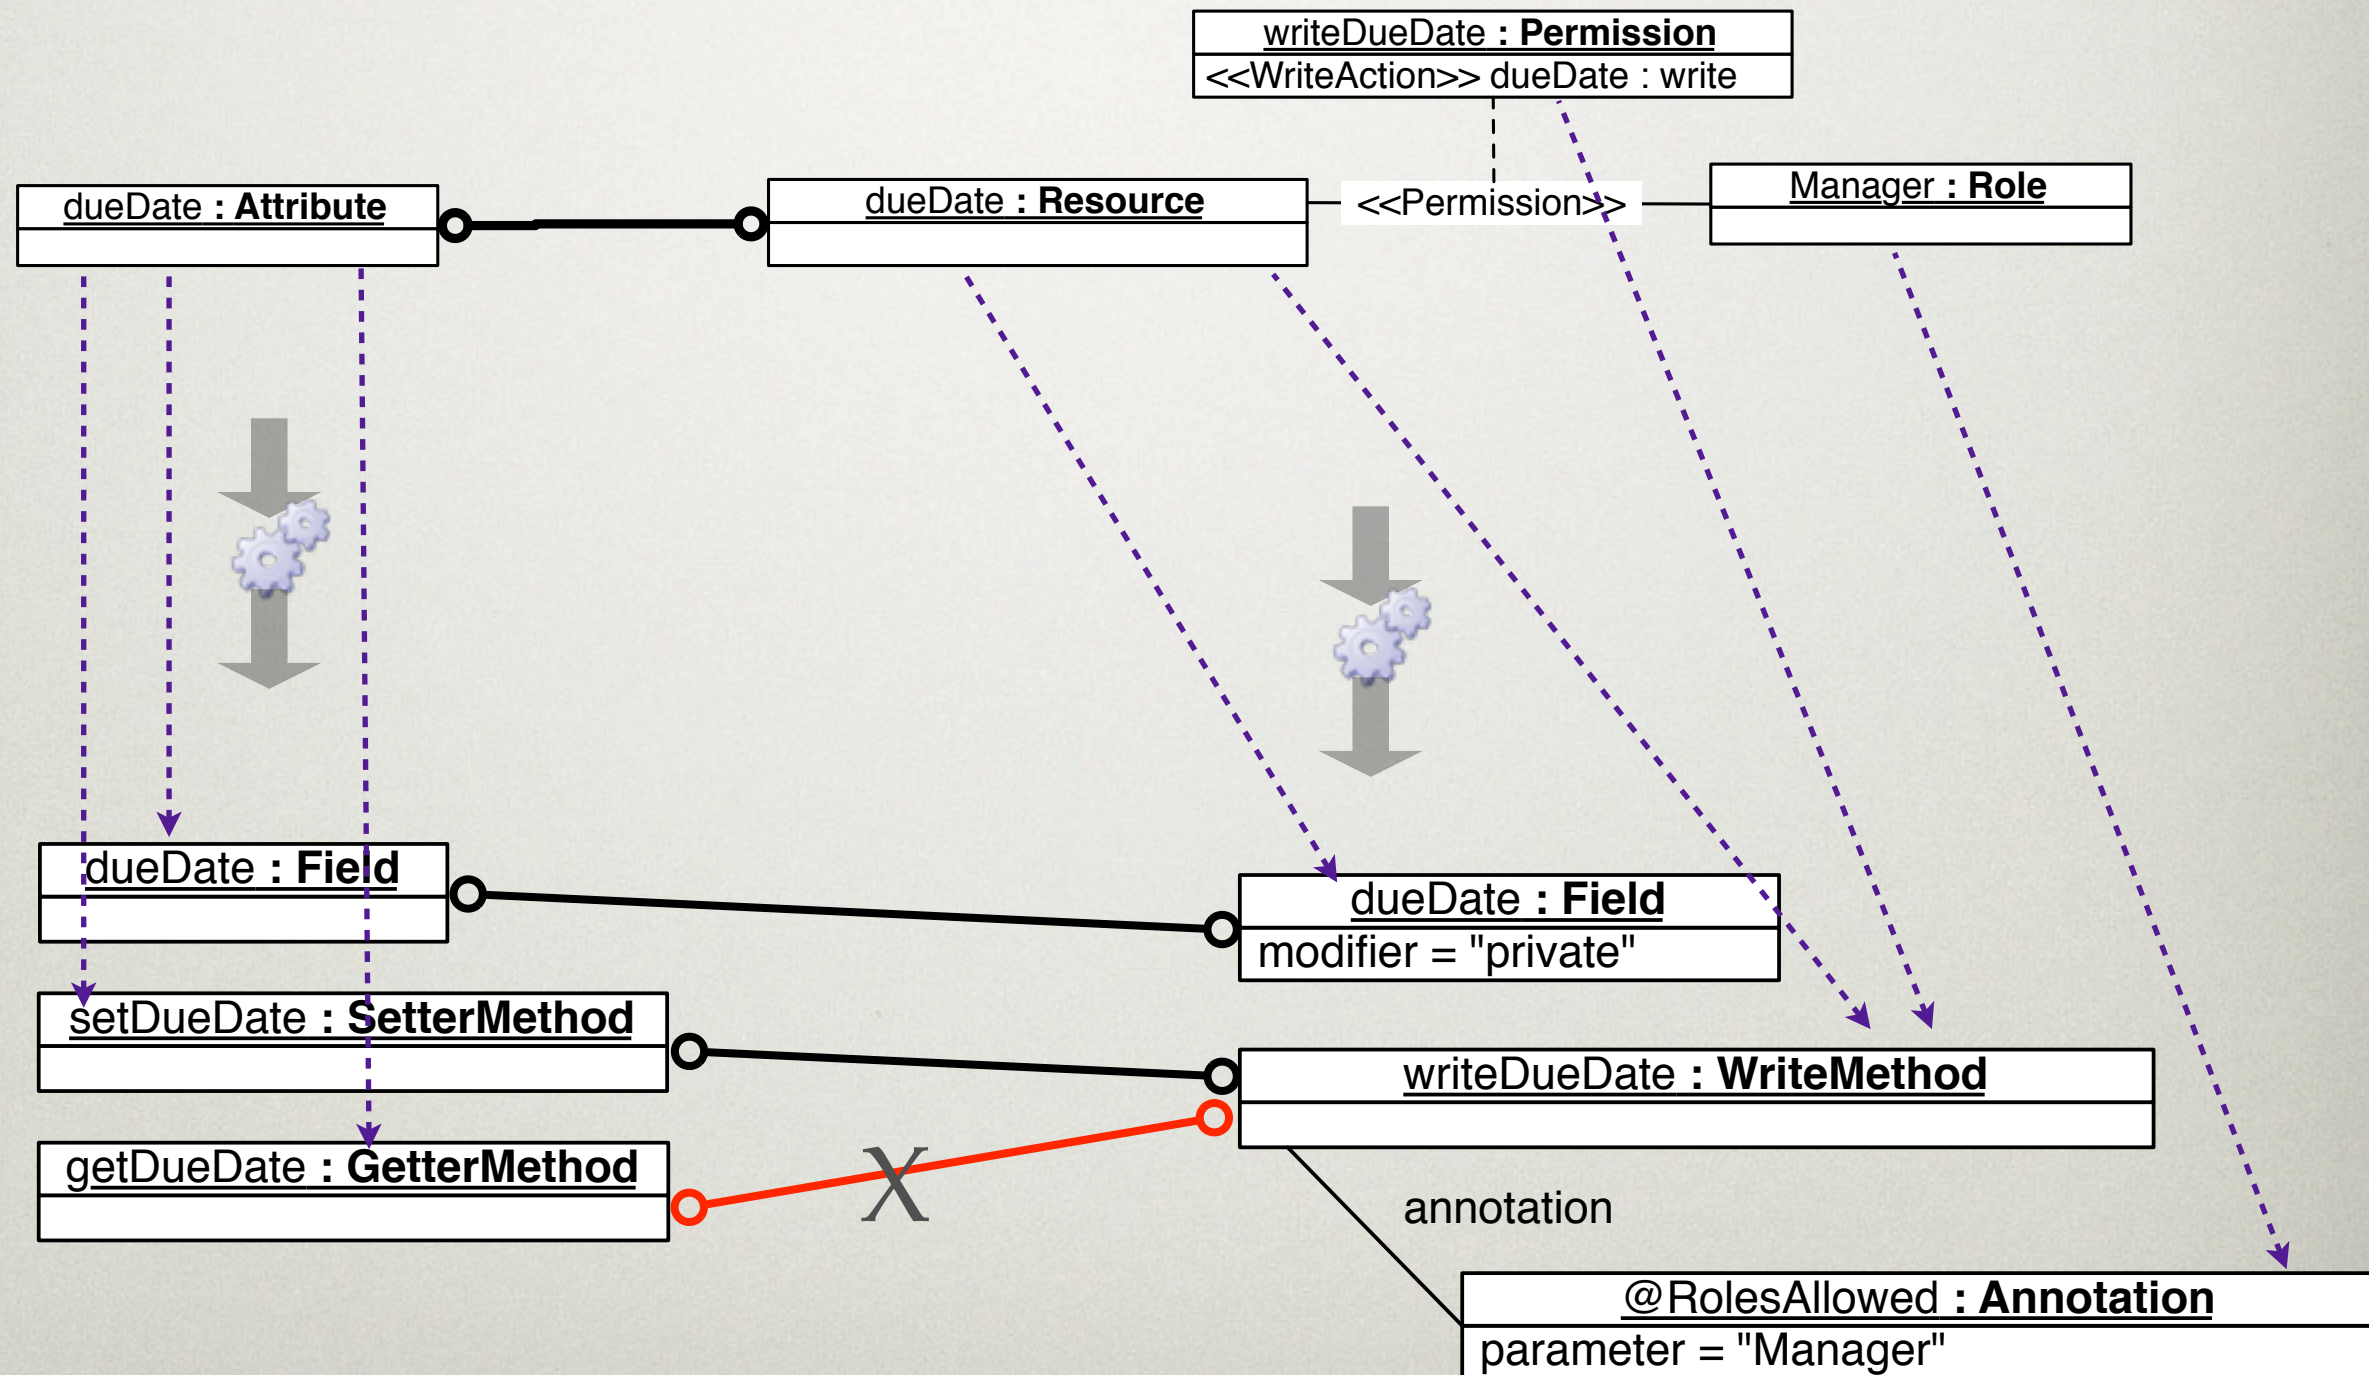 writeDueDate : Permission
<<WriteAction>> dueDate : write
dueDate : Attribute
dueDate : Resource
<<Permission>>
Manager : Role
dueDate : Field
dueDate : Field
modifier = "private"
setDueDate : SetterMethod
writeDueDate : WriteMethod
getDueDate : GetterMethod
X
annotation
@RolesAllowed : Annotation
parameter = "Manager"